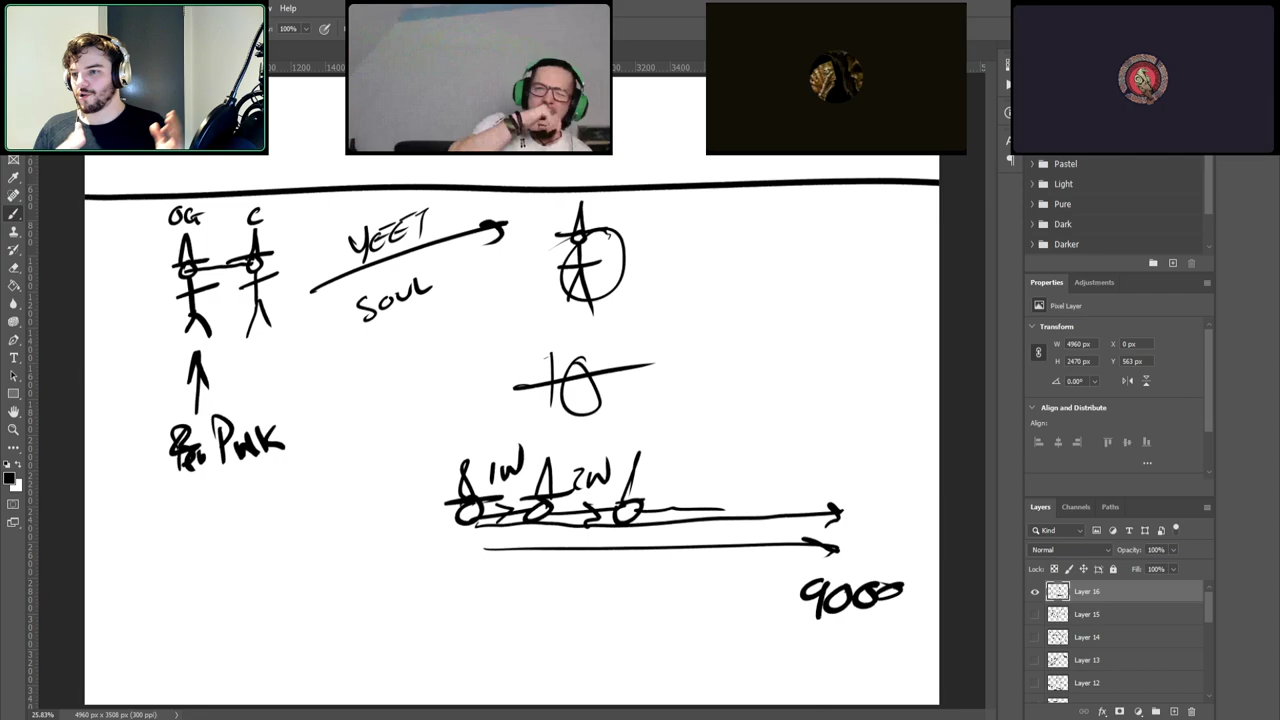 Help
100%
1200
1400
3200
3400
OG C
YEET
SOUL
PUNK
1W 2W
9000
Pastel
Light
Pure
Dark
Darker
Properties Adjustments
Pixel Layer
Transform
W 4960 px X 0 px
H 2470 px Y 563 px
0.00°
Align and Distribute
Align:
Layers Channels Paths
Kind
Normal Opacity: 100%
Lock: Fill: 100%
Layer 16
Layer 15
Layer 14
Layer 13
Layer 12
25.83% 4960 px x 3508 px (300 ppi)